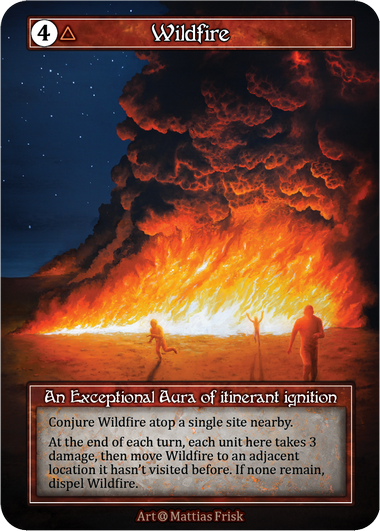 4 Wildfire
An Exceptional Aura of itinerant ignition
Conjure Wildfire atop a single site nearby.
At the end of each turn, each unit here takes 3
damage, then move Wildfire to an adjacent
location it hasn't visited before. If none remain,
dispel Wildfire.
Art @ Mattias Frisk